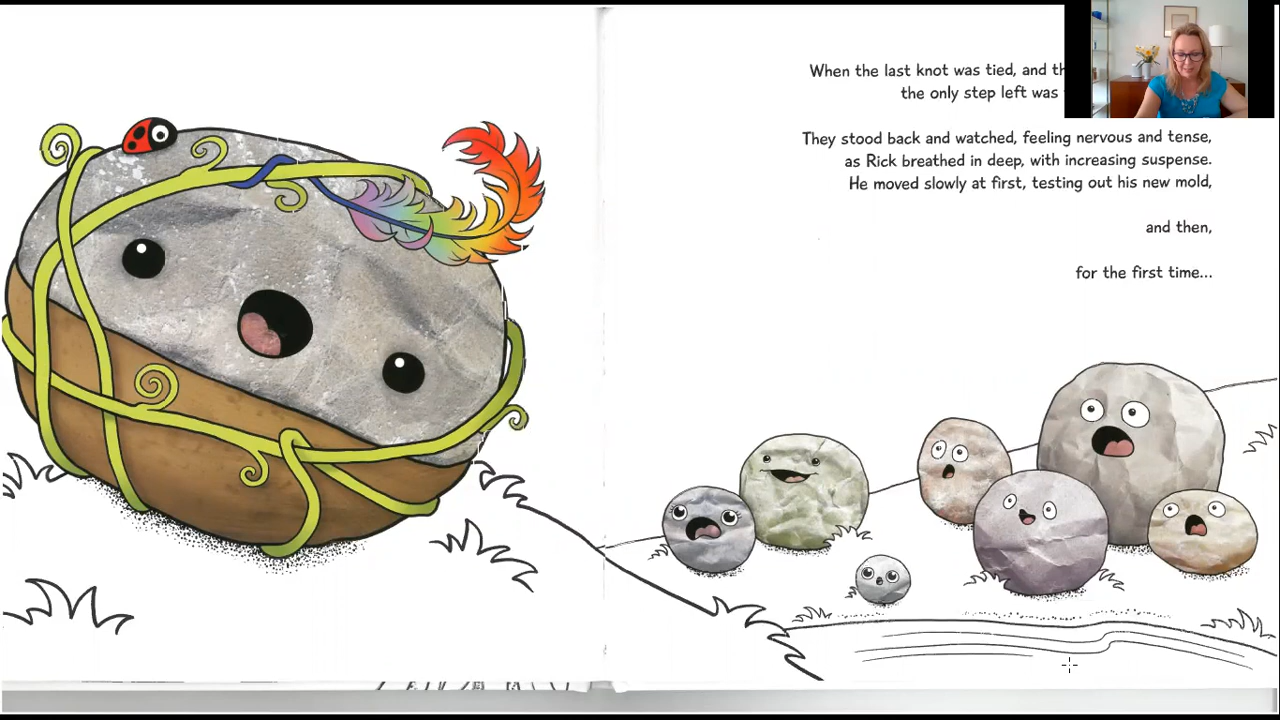 When the last knot was tied, and th
the only step left was
They stood back and watched, feeling nervous and tense,
as Rick breathed in deep, with increasing suspense.
He moved slowly at first, testing out his new mold,
and then,
for the first time...